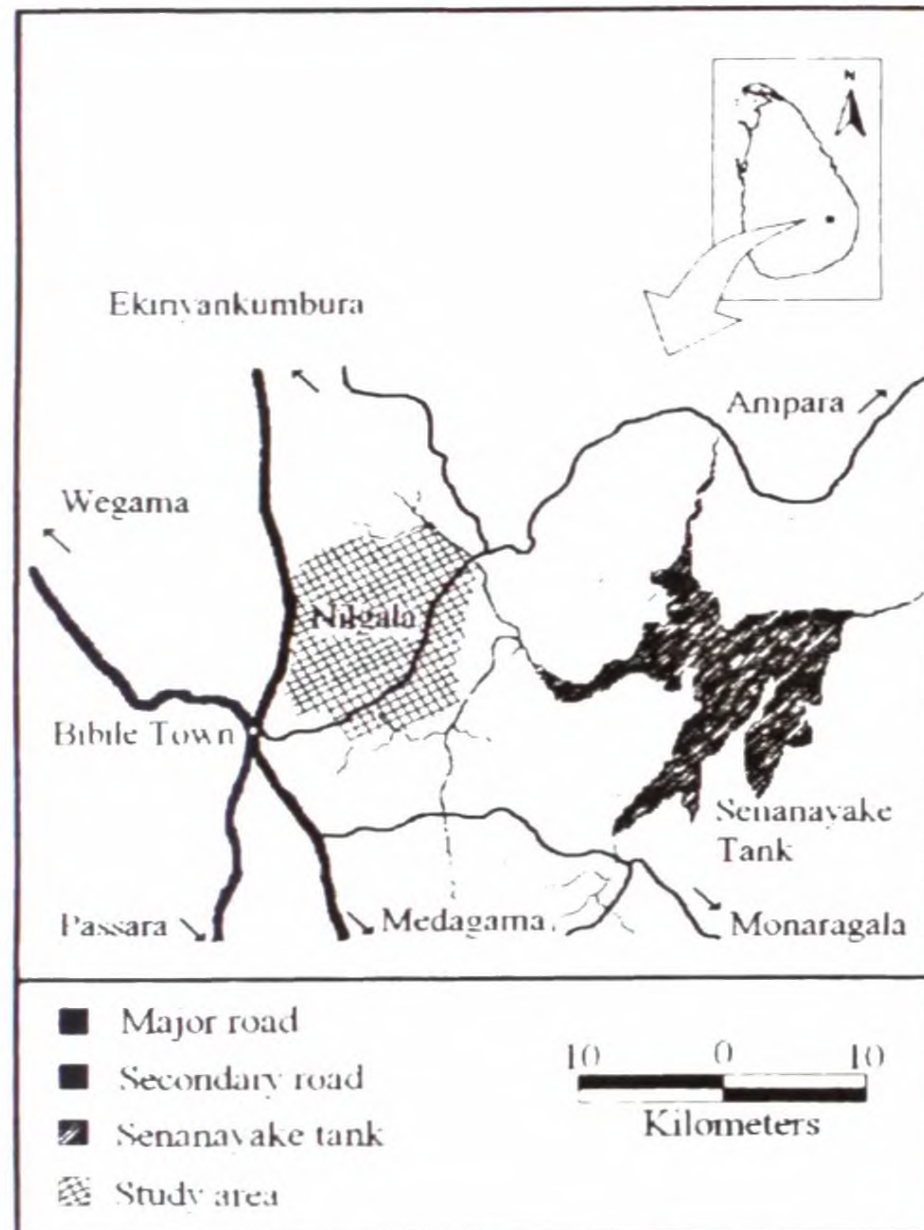 N
Ekiriyankumbura
Ampara
Wegama
Nilgala
Bibile Town
Senanayake
Tank
Passara
Medagama
Monaragala
Major road
Secondary road
Senanayake tank
Study area
10 0 10
Kilometers